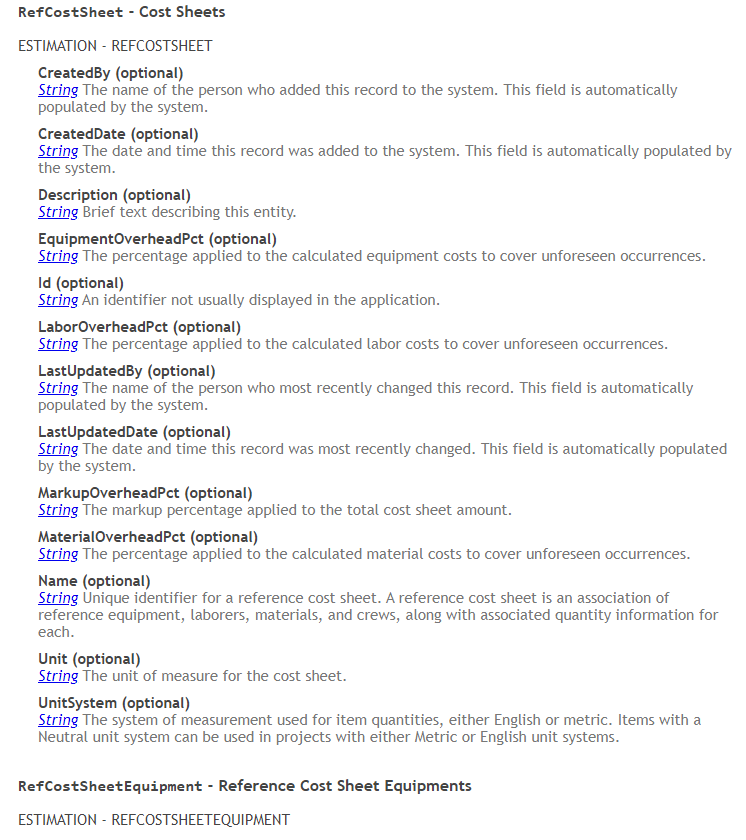 RefCostSheet - Cost Sheets
ESTIMATION - REFCOSTSHEET
CreatedBy (optional)
String The name of the person who added this record to the system. This field is automatically
populated by the system.
CreatedDate (optional)
String The date and time this record was added to the system. This field is automatically populated by
the system.
Description (optional)
String Brief text describing this entity.
EquipmentOverheadPct (optional)
String The percentage applied to the calculated equipment costs to cover unforeseen occurrences.
Id (optional)
String An identifier not usually displayed in the application.
LaborOverheadPct (optional)
String The percentage applied to the calculated labor costs to cover unforeseen occurrences.
LastUpdatedBy (optional)
String The name of the person who most recently changed this record. This field is automatically
populated by the system.
LastUpdatedDate (optional)
String The date and time this record was most recently changed. This field is automatically populated
by the system.
MarkupOverheadPct (optional)
String The markup percentage applied to the total cost sheet amount.
MaterialOverheadPct (optional)
String The percentage applied to the calculated material costs to cover unforeseen occurrences.
Name (optional)
String Unique identifier for a reference cost sheet. A reference cost sheet is an association of
reference equipment, laborers, materials, and crews, along with associated quantity information for
each.
Unit (optional)
String The unit of measure for the cost sheet.
UnitSystem (optional)
String The system of measurement used for item quantities, either English or metric. Items with a
Neutral unit system can be used in projects with either Metric or English unit systems.
RefCostSheetEquipment - Reference Cost Sheet Equipments
ESTIMATION - REFCOSTSHEETEQUIPMENT